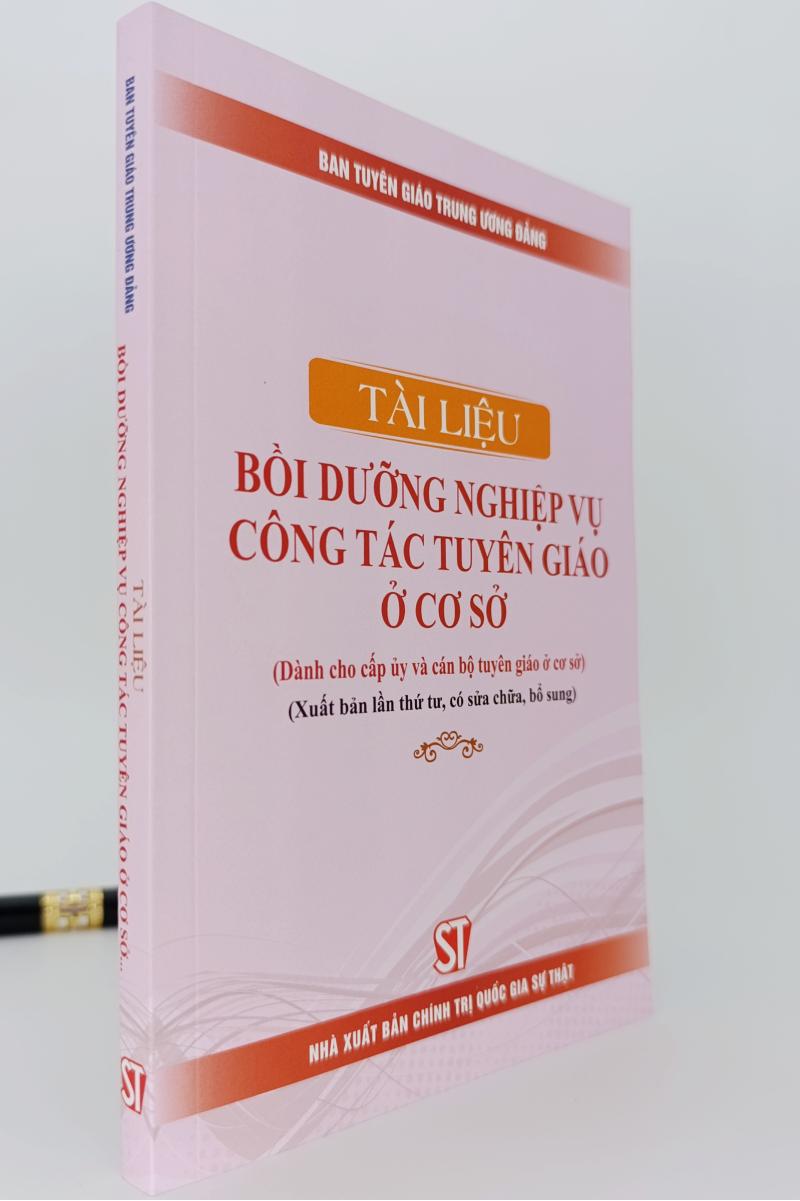 BAN TUYÊN GIÁO TRUNG ƯƠNG ĐẢNG
TÀI LIỆU
BỒI DƯỠNG NGHIỆP VỤ
CÔNG TÁC TUYÊN GIÁO
Ở CƠ SỞ
(Dành cho cấp ủy và cán bộ tuyên giáo ở cơ sở)
(Xuất bản lần thứ tư, có sửa chữa, bổ sung)
ST
NHÀ XUẤT BẢN CHÍNH TRỊ QUỐC GIA SỰ THẬT
BAN TUYÊN GIÁO TRUNG ƯƠNG ĐẢNG
TÀI LIỆU
BỒI DƯỠNG NGHIỆP VỤ CÔNG TÁC TUYÊN GIÁO Ở CƠ SỞ...
ST